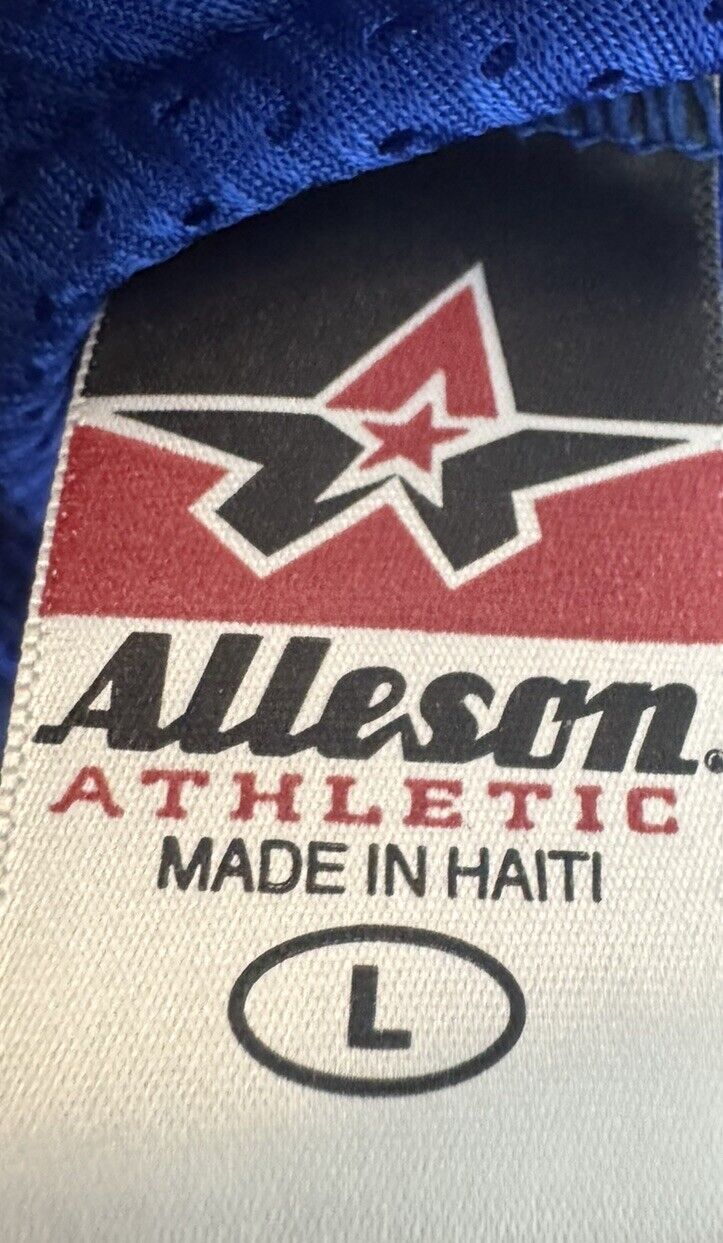 Alleson.
ATHLETIC
MADE IN HAITI
L